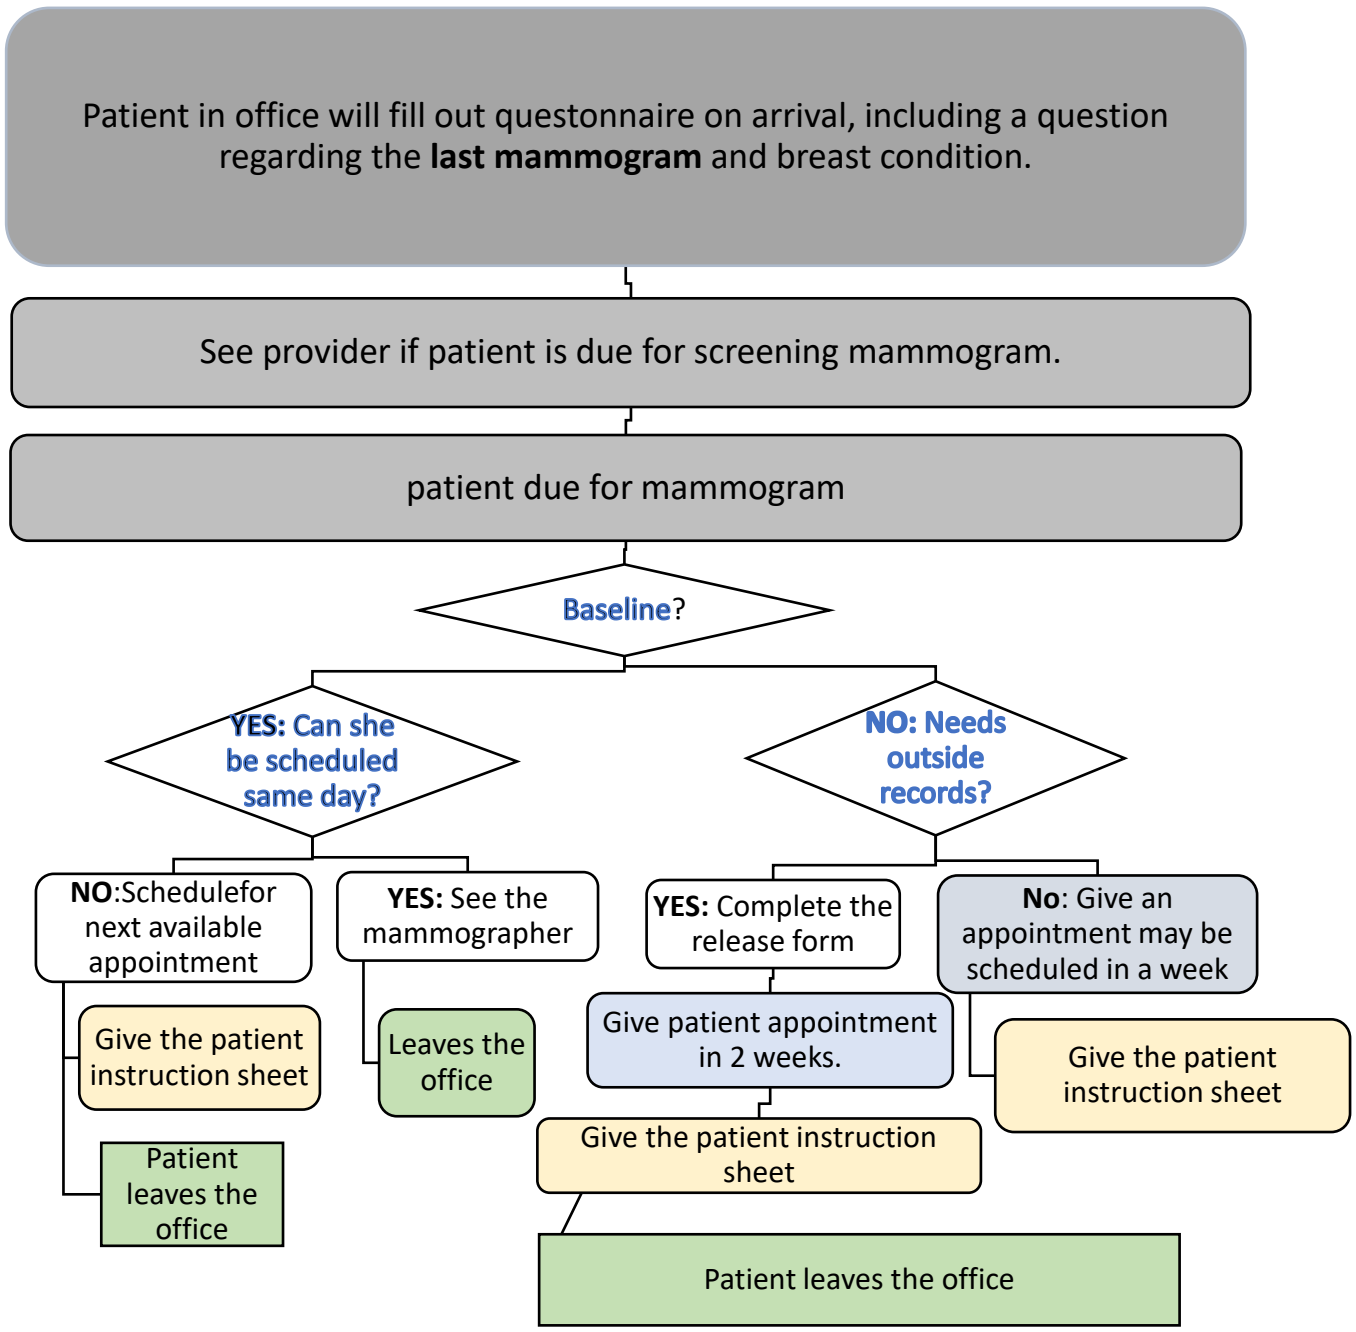 Patient in office will fill out questonnaire on arrival, including a question
regarding the last mammogram and breast condition.
See provider if patient is due for screening mammogram.
patient due for mammogram
Baseline?
YES: Can she
be scheduled
same day?
NO: Needs
outside
records?
NO:Schedulefor
next available
appointment
YES: See the
mammographer
YES: Complete the
release form
No: Give an
appointment may be
scheduled in a week
Give the patient
instruction sheet
Leaves the
office
Give patient appointment
in 2 weeks.
Give the patient
instruction sheet
Patient
leaves the
office
Give the patient instruction
sheet
Patient leaves the office